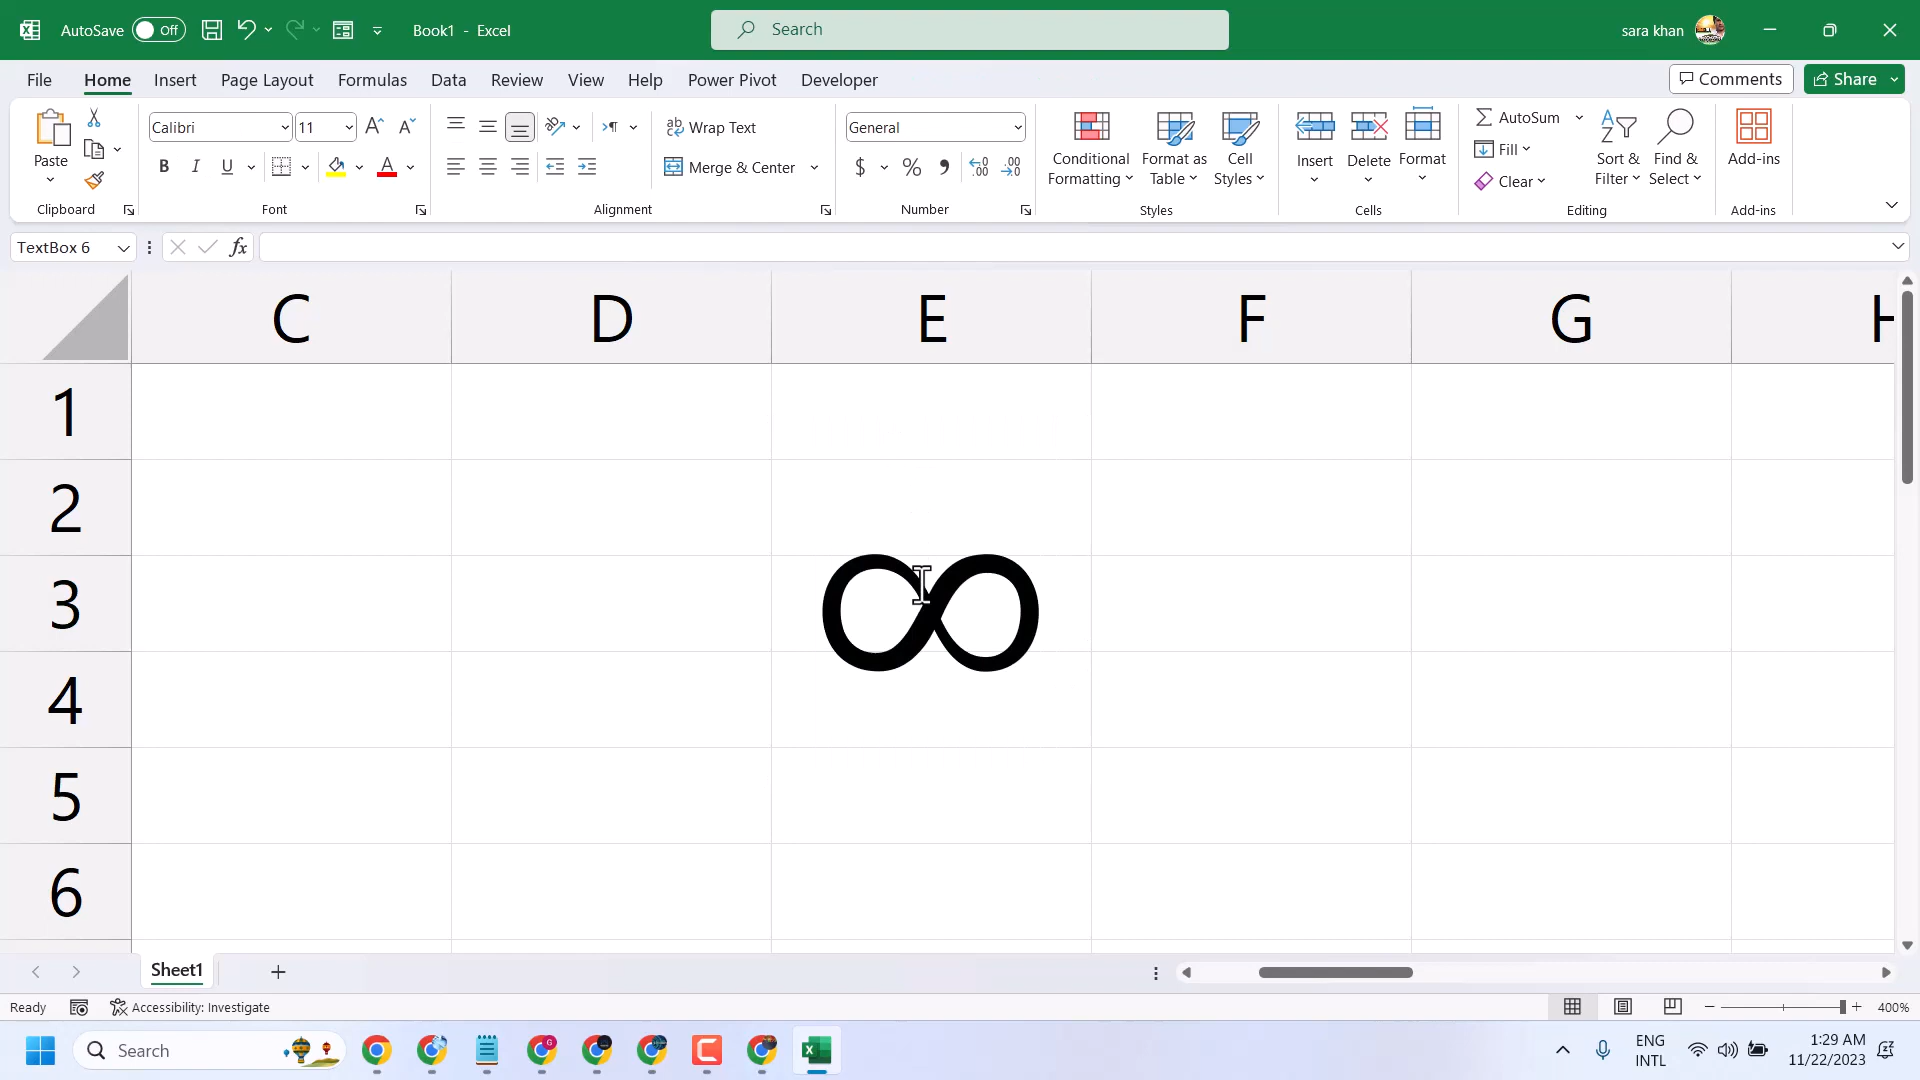 AutoSave Off Book1 - Excel Search sara khan
File Home Insert Page Layout Formulas Data Review View Help Power Pivot Developer Comments Share
Calibri 11 Wrap Text General AutoSum
Paste Conditional Formatting Format as Table Cell Styles Insert Delete Format Fill Sort & Filter Find & Select Add-ins
B I U Merge & Center $ % Clear
Clipboard Font Alignment Number Styles Cells Editing Add-ins
TextBox 6 fx
C D E F G H
1
2
3 ∞
4
5
6
Sheet1
Ready Accessibility: Investigate 400%
Search ENG 1:29 AM
INTL 11/22/2023